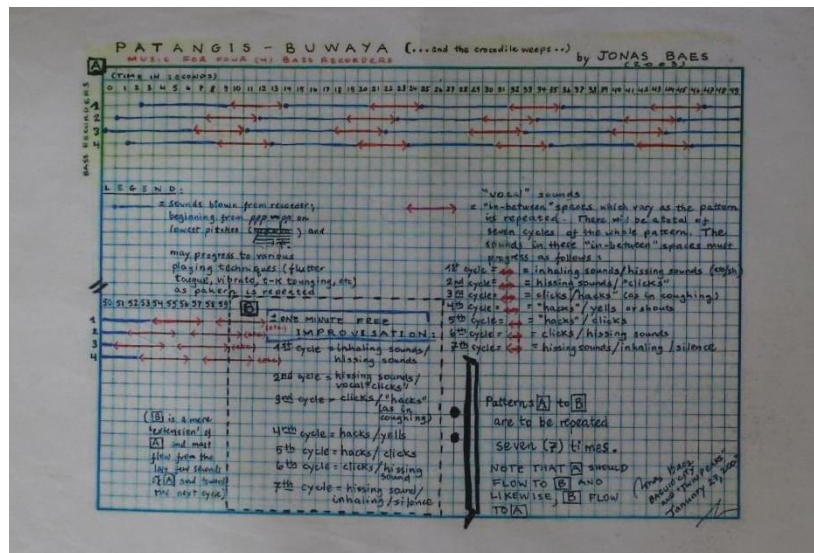 PATANGIS - BUWAYA (...and the crocodile weeps...)
MUSIC FOR FOUR (4) BASS RECORDERS
by JONAS BAES
(2003)
A
(TIME IN SECONDS)
0 1 2 3 4 5 6 7 8 9 10 11 12 13 14 15 16 17 18 19 20 21 22 23 24 25 26 27 28 29 30 31 32 33 34 35 36 37 38 39 40 41 42 43 44 45 46 47 48 49
BASS RECORDERS
1
2
3
4
LEGEND:
= sounds blown from recorder;
beginning from ppp on
lowest pitches ( ) and
may progress to various
playing techniques (flutter
tongue, vibrato, t-k tounging, etc)
as pattern is repeated
"vocal" sounds
= "in-between" spaces which vary as the pattern
is repeated. There will be a total of
seven cycles of the whole pattern. The
sounds in these "in-between" spaces must
progress as follows:
1st cycle = = inhaling sounds/hissing sounds
2nd cycle = = hissing sounds/"clicks"
3rd cycle = = clicks/"hacks" (as in coughing)
4th cycle = = "hacks"/yells or shouts
5th cycle = = "hacks"/clicks
6th cycle = = clicks/hissing sounds
7th cycle = = hissing sounds/inhaling/silence
50 51 52 53 54 55 56 57 58 59
1
2
3
4
B
ONE MINUTE FREE
IMPROVISATION:
1st cycle = inhaling sounds/
hissing sounds
2nd cycle = hissing sounds/
vocal "clicks"
3rd cycle = clicks/"hacks"
(as in
coughing)
4th cycle = hacks/yells
5th cycle = hacks/clicks
6th cycle = clicks/hissing
sound
7th cycle = hissing sound/
inhaling/silence
(B is a mere
'extension' of
A and must
flow from the
last few sounds
of A and toward
the next cycle)
Patterns A to B
are to be repeated
seven (7) times.
NOTE THAT A SHOULD
FLOW TO B AND
LIKEWISE, B FLOW
TO A
Jonas Baes
BAGUIO CITY
and "TWIN PEAKS"
January 27,